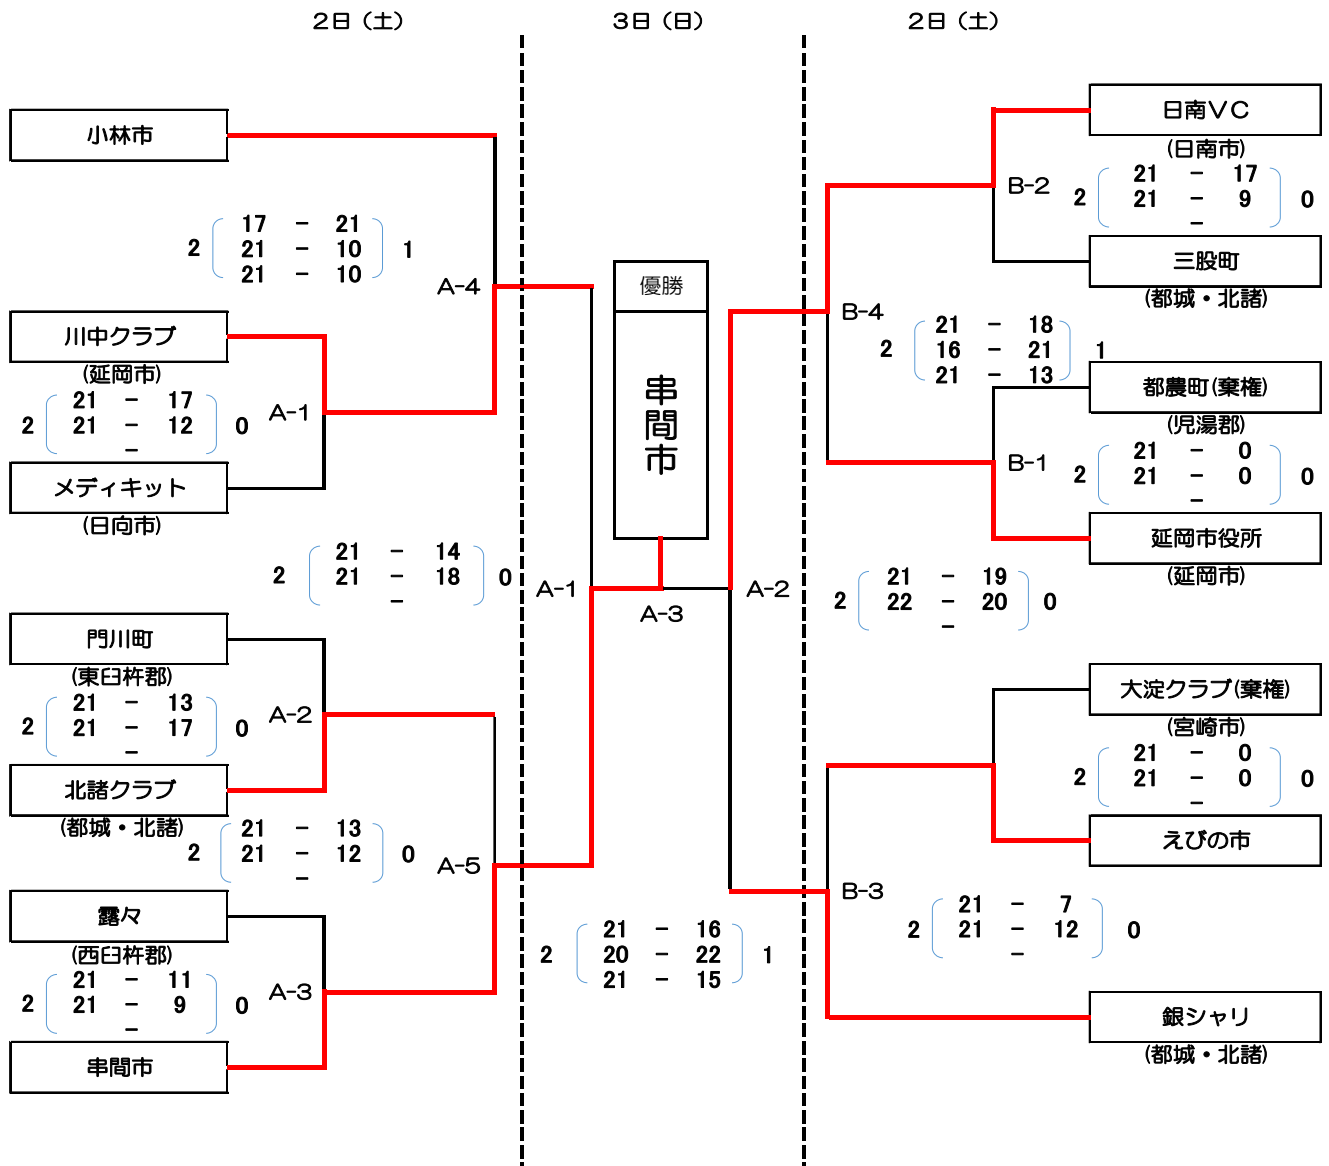 2日（土）
3日（日）
2日（土）
小林市
17 - 21
2 21 - 10 1
21 - 10
A-4
川中クラブ
(延岡市)
21 - 17
2 21 - 12 0
-
A-1
メディキット
(日向市)
21 - 14
2 21 - 18 0
-
A-1
門川町
(東臼杵郡)
21 - 13
2 21 - 17 0
-
A-2
北諸クラブ
(都城・北諸)
21 - 13
2 21 - 12 0
-
A-5
露々
(西臼杵郡)
21 - 11
2 21 - 9 0
-
A-3
串間市
優勝
串間市
A-3
21 - 16
2 20 - 22 1
21 - 15
日南VC
(日南市)
B-2
21 - 17
2 21 - 9 0
-
三股町
(都城・北諸)
B-4
21 - 18
2 16 - 21 1
21 - 13
都農町(棄権)
(児湯郡)
B-1
21 - 0
2 21 - 0 0
-
延岡市役所
(延岡市)
A-2
21 - 19
2 22 - 20 0
-
大淀クラブ(棄権)
(宮崎市)
21 - 0
2 21 - 0 0
-
えびの市
B-3
21 - 7
2 21 - 12 0
-
銀シャリ
(都城・北諸)